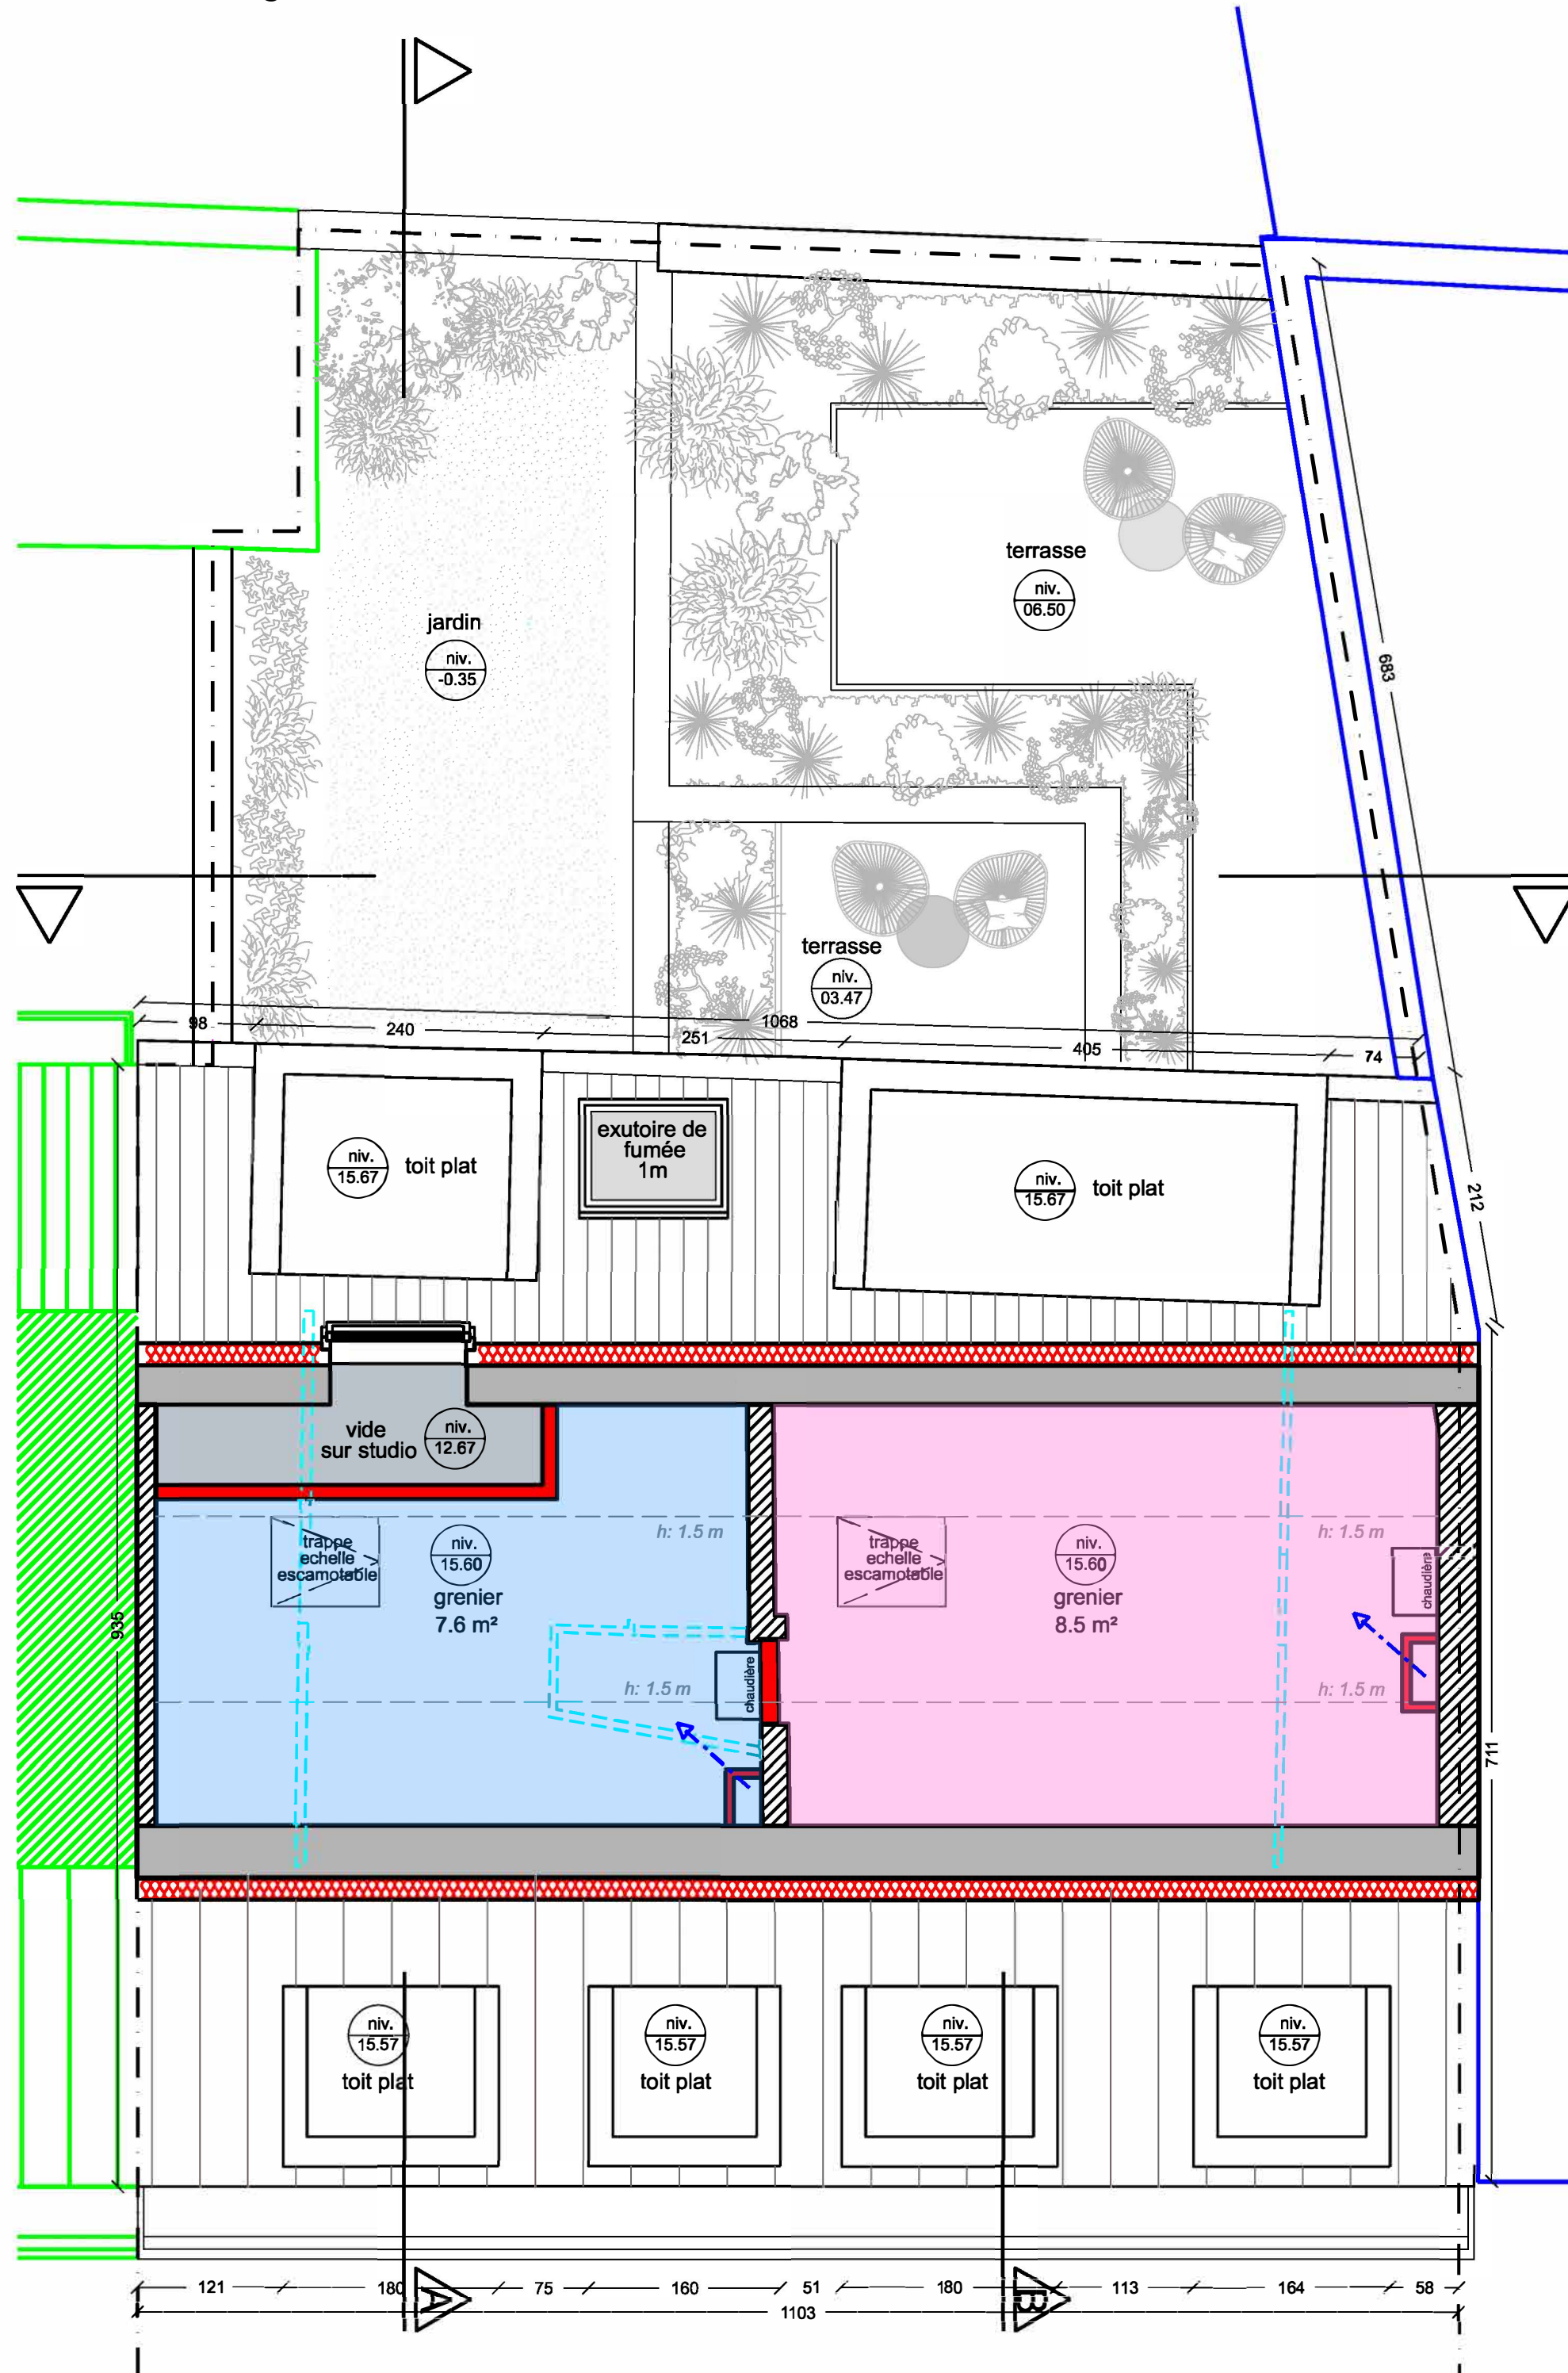 terrasse
niv.
06.50
jardin
niv.
-0.35
683
terrasse
niv.
03.47
98
240
251
1068
405
74
exutoire de
fumée
1m
niv.
15.67
toit plat
niv.
15.67
toit plat
212
vide
sur studio
niv.
12.67
h: 1.5 m
h: 1.5 m
trappe
echelle
escamotable
niv.
15.60
grenier
7.6 m²
trappe
echelle
escamotable
niv.
15.60
grenier
8.5 m²
chaudière
935
chaudière
h: 1.5 m
h: 1.5 m
711
niv.
15.57
toit plat
niv.
15.57
toit plat
niv.
15.57
toit plat
niv.
15.57
toit plat
121
180
A
75
160
51
180
B
113
164
58
1103